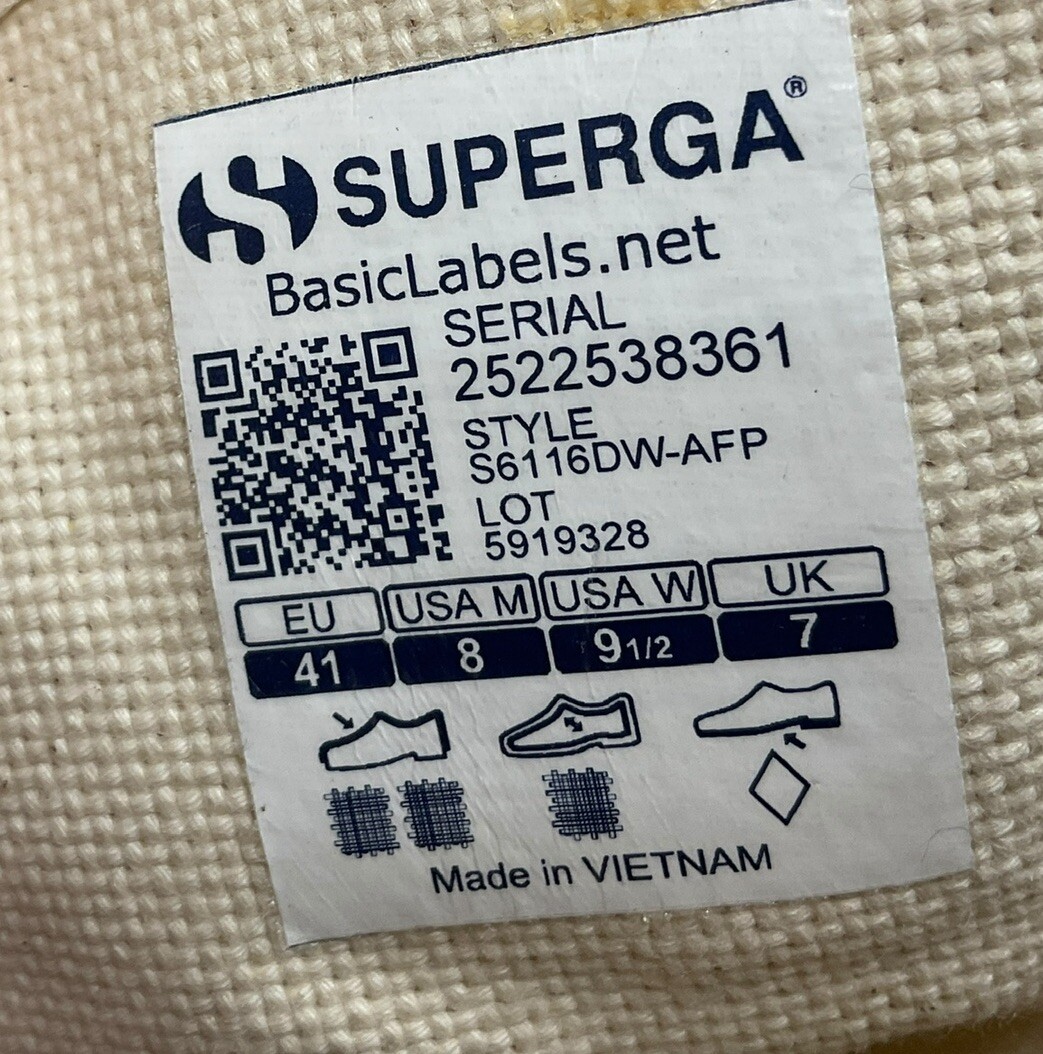 SUPERGA®
BasicLabels.net
SERIAL
2522538361
STYLE
S6116DW-AFP
LOT
5919328
EU USA M USA W UK
41 8 9 1/2 7
Made in VIETNAM